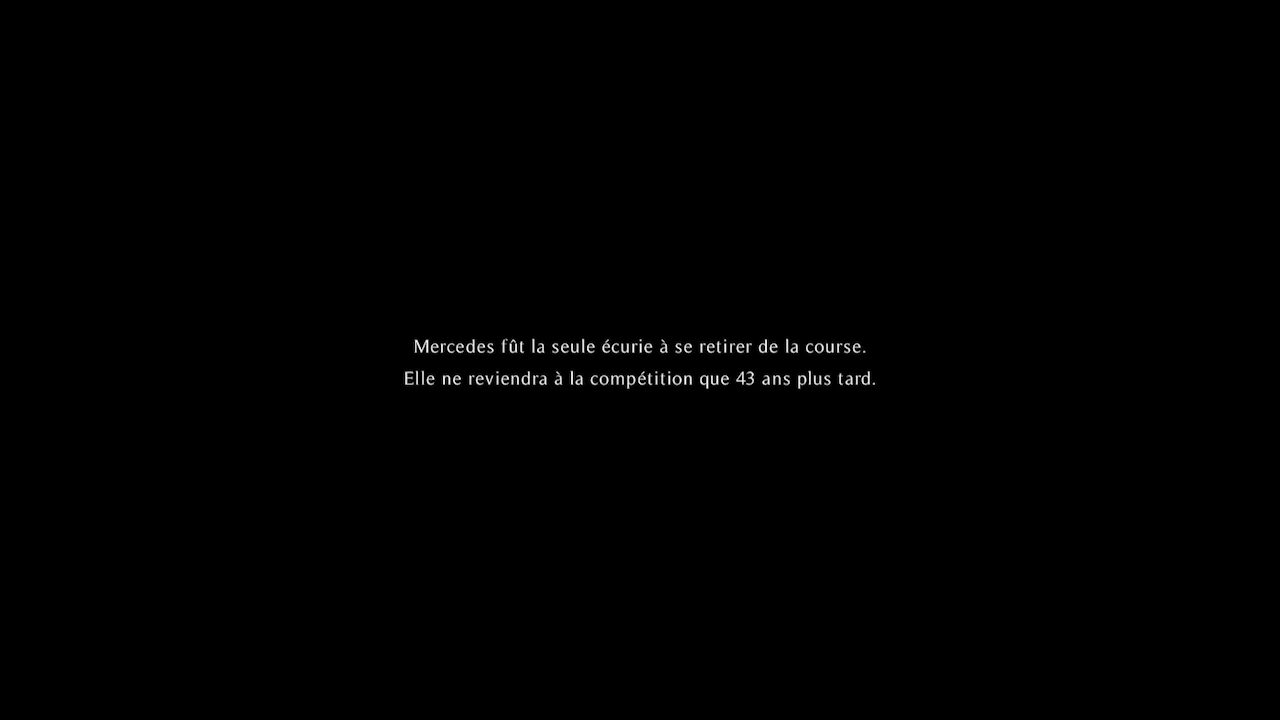 Mercedes fût la seule écurie à se retirer de la course.
Elle ne reviendra à la compétition que 43 ans plus tard.